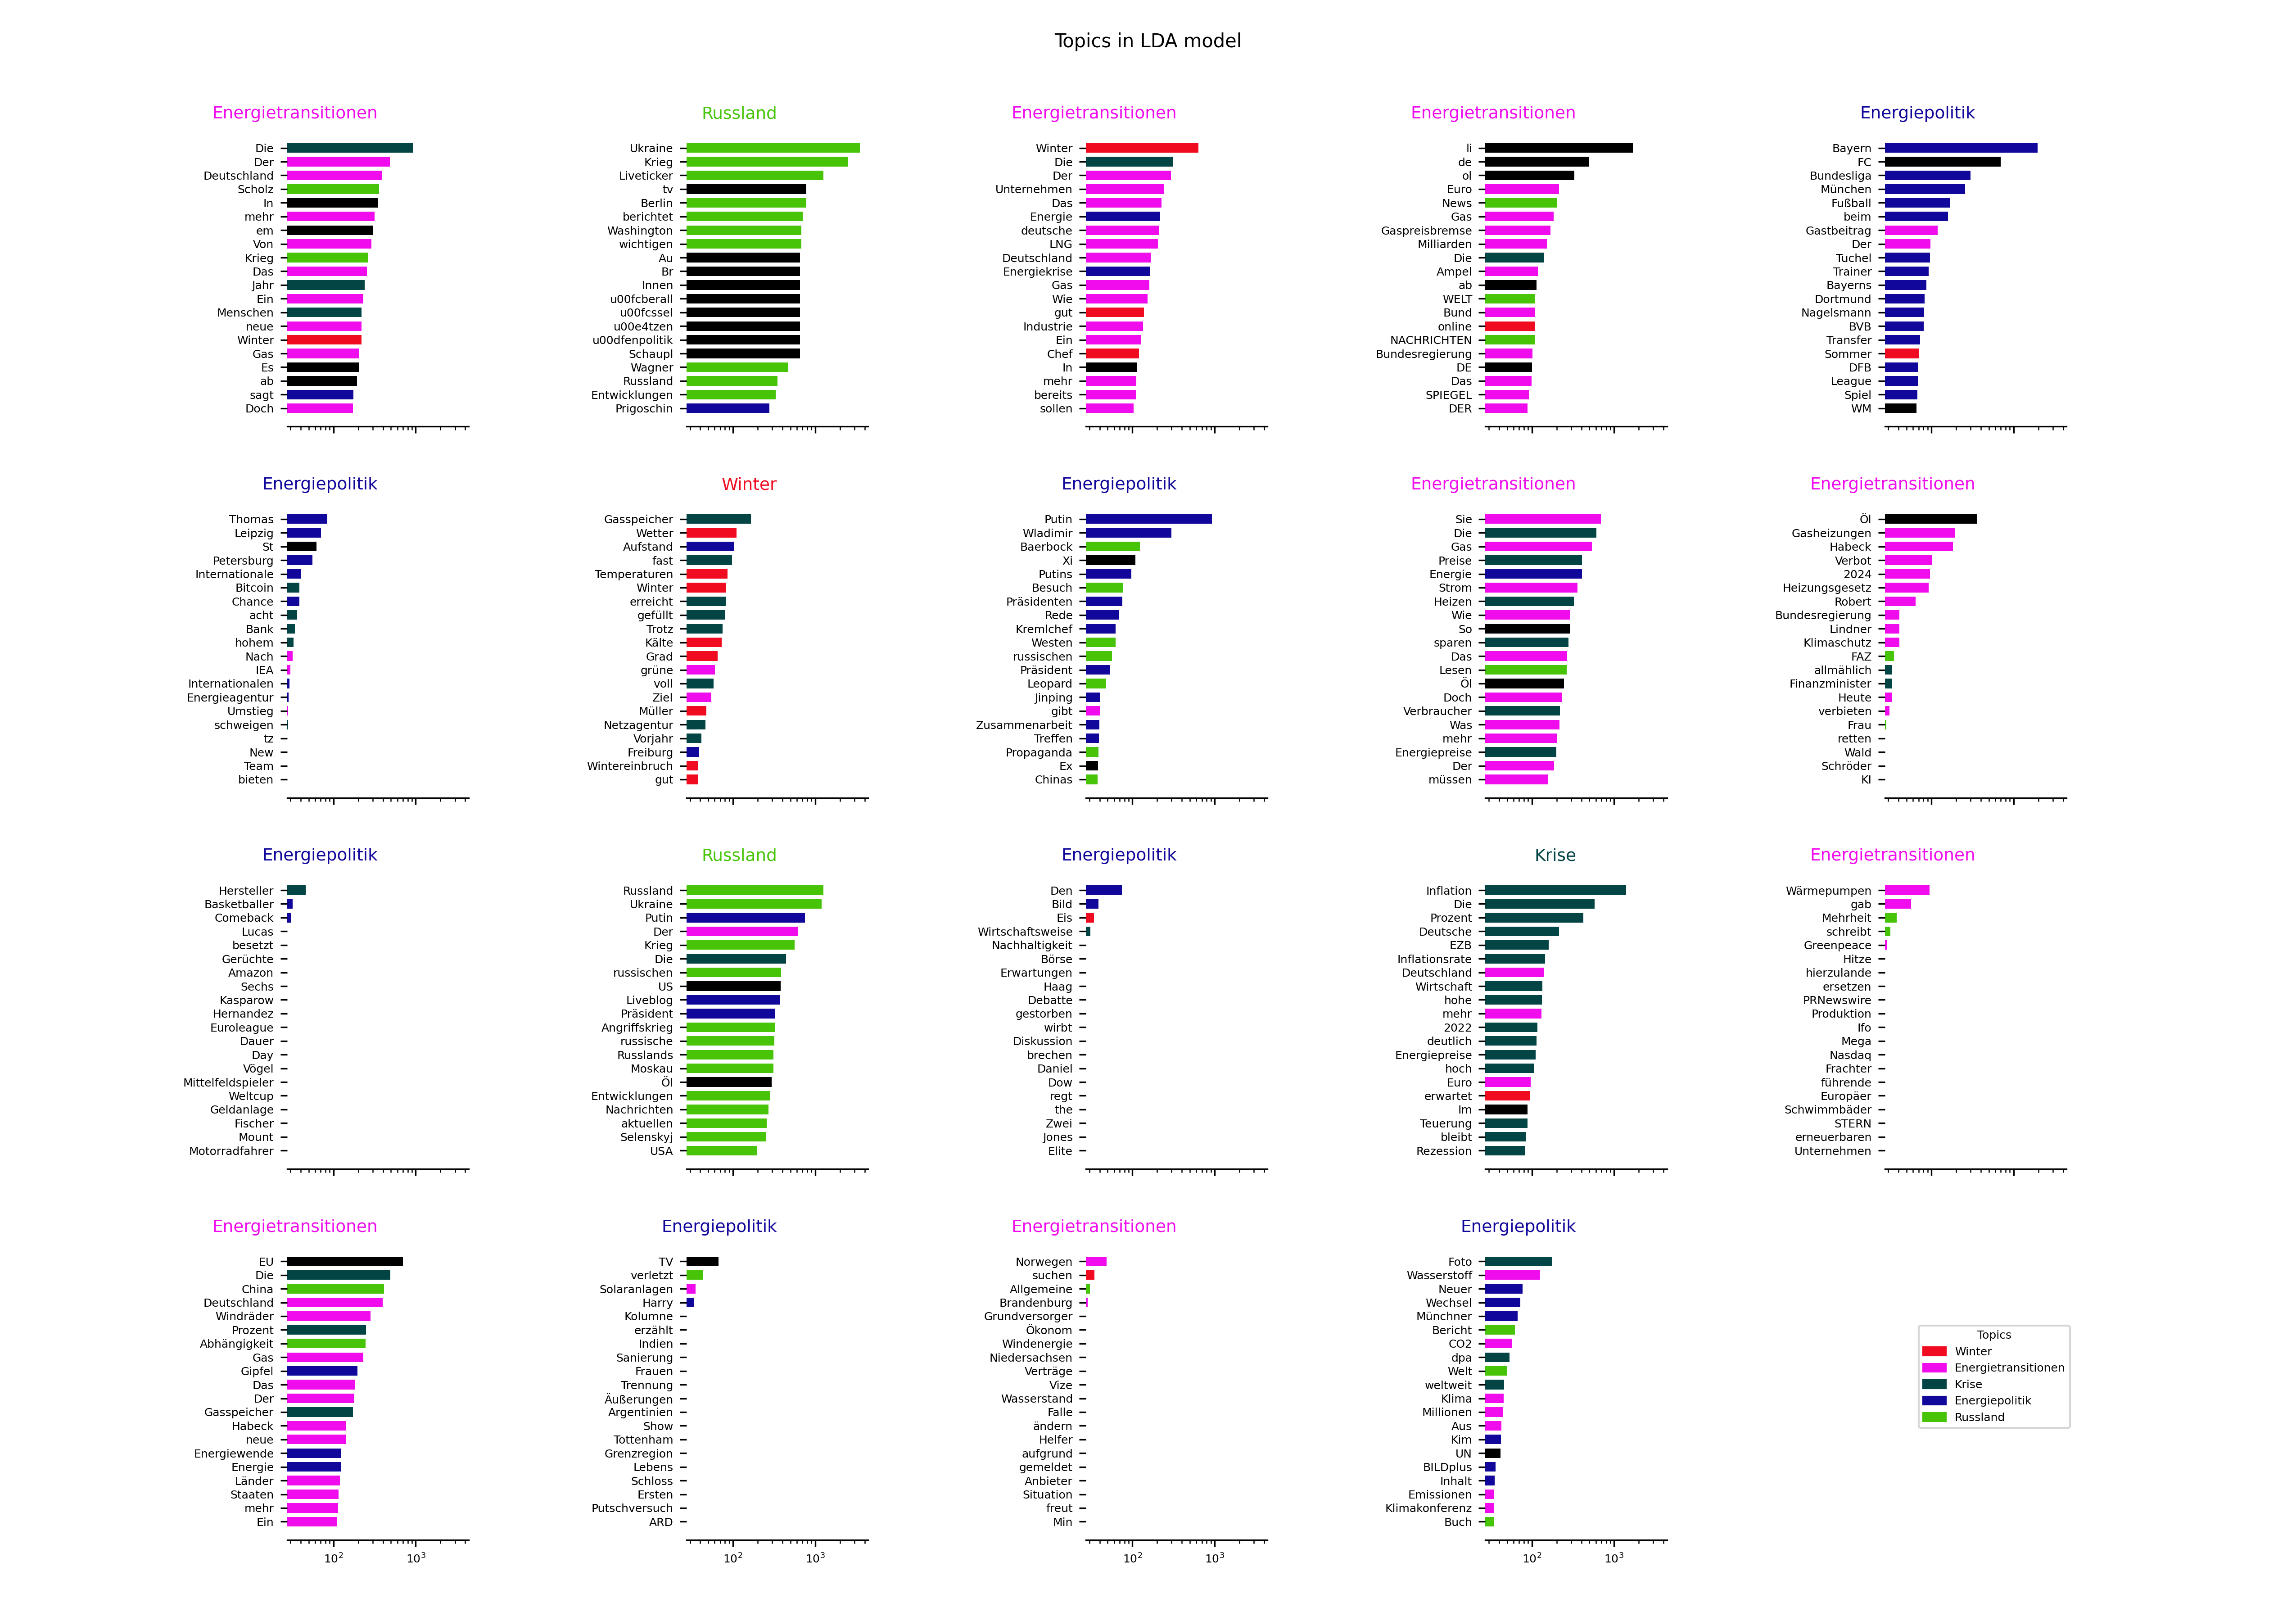 Topics in LDA model
Energietransitionen
Die
Der
Deutschland
Scholz
In
mehr
em
Von
Krieg
Das
Jahr
Ein
Menschen
neue
Winter
Gas
Es
ab
sagt
Doch
Russland
Ukraine
Krieg
Liveticker
tv
Berlin
berichtet
Washington
wichtigen
Au
Br
Innen
u00fcberall
u00fcssel
u00e4tzen
u00dfenpolitik
Schaupl
Wagner
Russland
Entwicklungen
Prigoschin
Energietransitionen
Winter
Die
Der
Unternehmen
Das
Energie
deutsche
LNG
Deutschland
Energiekrise
Gas
Wie
gut
Industrie
Ein
Chef
In
mehr
bereits
sollen
Energietransitionen
li
de
ol
Euro
News
Gas
Gaspreisbremse
Milliarden
Die
Ampel
ab
WELT
Bund
online
NACHRICHTEN
Bundesregierung
DE
Das
SPIEGEL
DER
Energiepolitik
Bayern
FC
Bundesliga
München
Fußball
beim
Gastbeitrag
Der
Tuchel
Trainer
Bayerns
Dortmund
Nagelsmann
BVB
Transfer
Sommer
DFB
League
Spiel
WM
Energiepolitik
Thomas
Leipzig
St
Petersburg
Internationale
Bitcoin
Chance
acht
Bank
hohem
Nach
IEA
Internationalen
Energieagentur
Umstieg
schweigen
tz
New
Team
bieten
Winter
Gasspeicher
Wetter
Aufstand
fast
Temperaturen
Winter
erreicht
gefüllt
Trotz
Kälte
Grad
grüne
voll
Ziel
Müller
Netzagentur
Vorjahr
Freiburg
Wintereinbruch
gut
Energiepolitik
Putin
Wladimir
Baerbock
Xi
Putins
Besuch
Präsidenten
Rede
Kremlchef
Westen
russischen
Präsident
Leopard
Jinping
gibt
Zusammenarbeit
Treffen
Propaganda
Ex
Chinas
Energietransitionen
Sie
Die
Gas
Preise
Energie
Strom
Heizen
Wie
So
sparen
Das
Lesen
Öl
Doch
Verbraucher
Was
mehr
Energiepreise
Der
müssen
Energietransitionen
Öl
Gasheizungen
Habeck
Verbot
2024
Heizungsgesetz
Robert
Bundesregierung
Lindner
Klimaschutz
FAZ
allmählich
Finanzminister
Heute
verbieten
Frau
retten
Wald
Schröder
KI
Energiepolitik
Hersteller
Basketballer
Comeback
Lucas
besetzt
Gerüchte
Amazon
Sechs
Kasparow
Hernandez
Euroleague
Dauer
Day
Vögel
Mittelfeldspieler
Weltcup
Geldanlage
Fischer
Mount
Motorradfahrer
Russland
Russland
Ukraine
Putin
Der
Krieg
Die
russischen
US
Liveblog
Präsident
Angriffskrieg
russische
Russlands
Moskau
Öl
Entwicklungen
Nachrichten
aktuellen
Selenskyj
USA
Energiepolitik
Den
Bild
Eis
Wirtschaftsweise
Nachhaltigkeit
Börse
Erwartungen
Haag
Debatte
gestorben
wirbt
Diskussion
brechen
Daniel
Dow
regt
the
Zwei
Jones
Elite
Krise
Inflation
Die
Prozent
Deutsche
EZB
Inflationsrate
Deutschland
Wirtschaft
hohe
mehr
2022
deutlich
Energiepreise
hoch
Euro
erwartet
Im
Teuerung
bleibt
Rezession
Energietransitionen
Wärmepumpen
gab
Mehrheit
schreibt
Greenpeace
Hitze
hierzulande
ersetzen
PRNewswire
Produktion
Ifo
Mega
Nasdaq
Frachter
führende
Europäer
Schwimmbäder
STERN
erneuerbaren
Unternehmen
Energietransitionen
EU
Die
China
Deutschland
Windräder
Prozent
Abhängigkeit
Gas
Gipfel
Das
Der
Gasspeicher
Habeck
neue
Energiewende
Energie
Länder
Staaten
mehr
Ein
10² 10³
Energiepolitik
TV
verletzt
Solaranlagen
Harry
Kolumne
erzählt
Indien
Sanierung
Frauen
Trennung
Äußerungen
Argentinien
Show
Tottenham
Grenzregion
Lebens
Schloss
Ersten
Putschversuch
ARD
10² 10³
Energietransitionen
Norwegen
suchen
Allgemeine
Brandenburg
Grundversorger
Ökonom
Windenergie
Niedersachsen
Verträge
Vize
Wasserstand
Falle
ändern
Helfer
aufgrund
gemeldet
Anbieter
Situation
freut
Min
10² 10³
Energiepolitik
Foto
Wasserstoff
Neuer
Wechsel
Münchner
Bericht
CO2
dpa
Welt
weltweit
Klima
Millionen
Aus
Kim
UN
BILDplus
Inhalt
Emissionen
Klimakonferenz
Buch
10² 10³
Topics
Winter
Energietransitionen
Krise
Energiepolitik
Russland